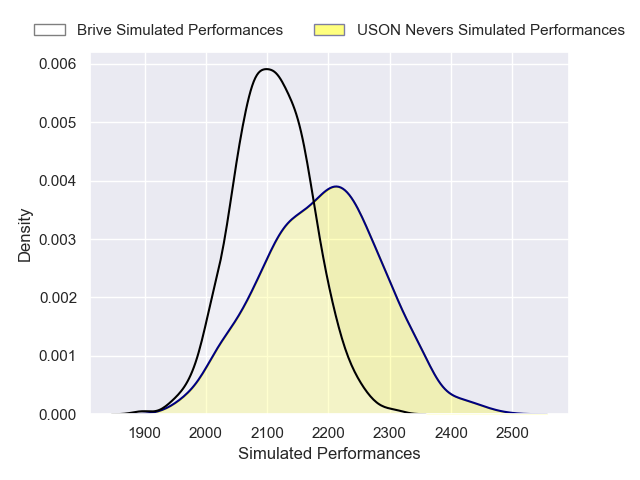 Brive Simulated Performances
USON Nevers Simulated Performances
0.006
0.005
0.004
0.003
0.002
0.001
0.000
Density
1900 2000 2100 2200 2300 2400 2500
Simulated Performances